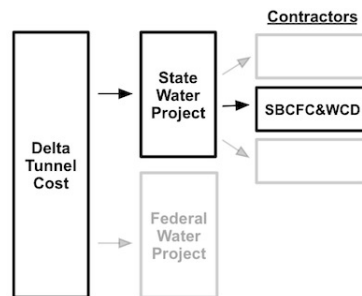 Contractors
State
Water
Project
SBCFC&WCD
Delta
Tunnel
Cost
Federal
Water
Project